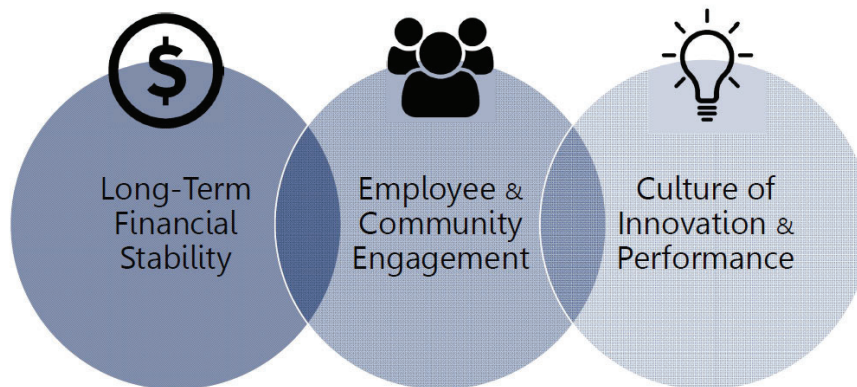 $
Long-Term
Financial
Stability
Employee &
Community
Engagement
Culture of
Innovation &
Performance